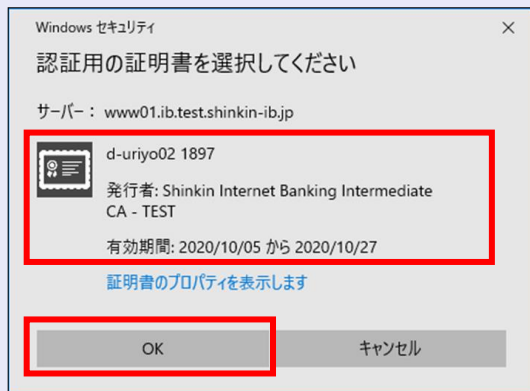 Windows セキュリティ
認証用の証明書を選択してください
サーバー： www01.ib.test.shinkin-ib.jp
d-uriyo02 1897
発行者: Shinkin Internet Banking Intermediate
CA - TEST
有効期間: 2020/10/05 から 2020/10/27
証明書のプロパティを表示します
OK
キャンセル